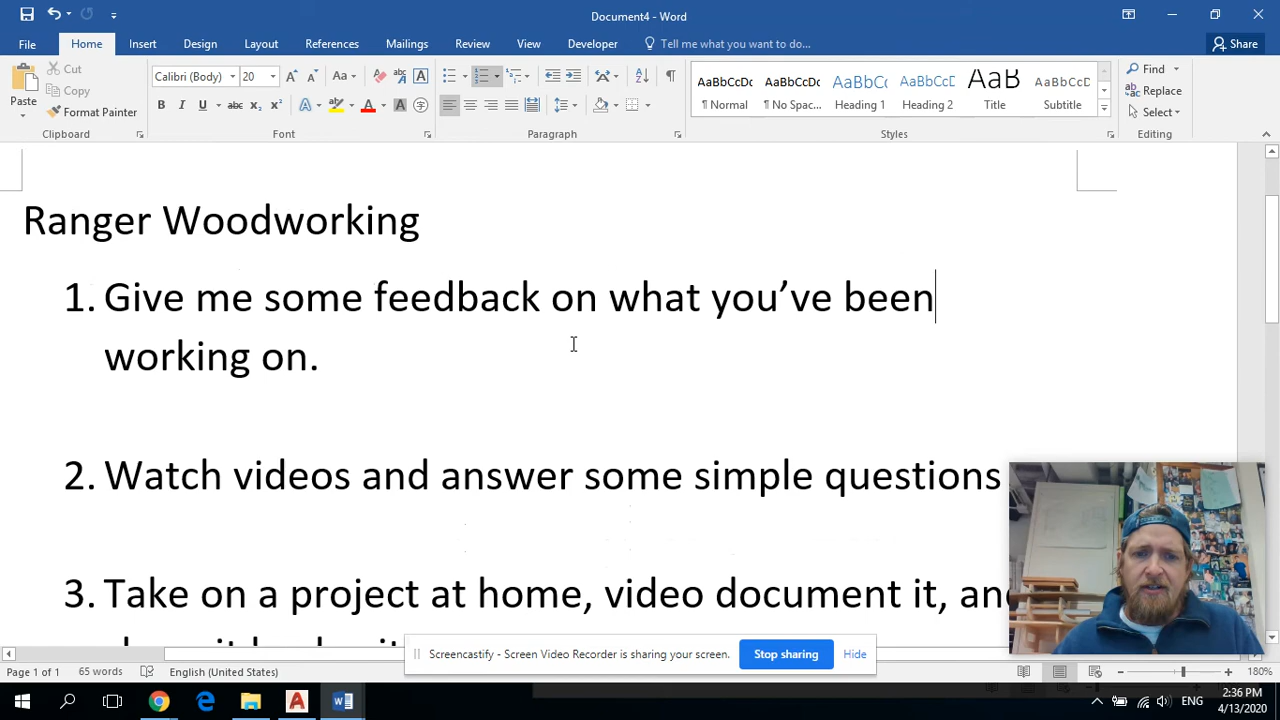 Document4 - Word
File Home Insert Design Layout References Mailings Review View Developer Tell me what you want to do... Share
Cut
Copy
Format Painter
Paste
Clipboard
Calibri (Body) 20
Font
Paragraph
AaBbCcDc AaBbCcDc AaBbCc AaBbCcD AaB AaBbCcD
¶ Normal ¶ No Spac... Heading 1 Heading 2 Title Subtitle
Styles
Find
Replace
Select
Editing
Ranger Woodworking
1. Give me some feedback on what you’ve been
working on.
2. Watch videos and answer some simple questions
3. Take on a project at home, video document it, and
Screencastify - Screen Video Recorder is sharing your screen. Stop sharing Hide
Page 1 of 1 65 words English (United States) 180%
ENG 2:36 PM
4/13/2020